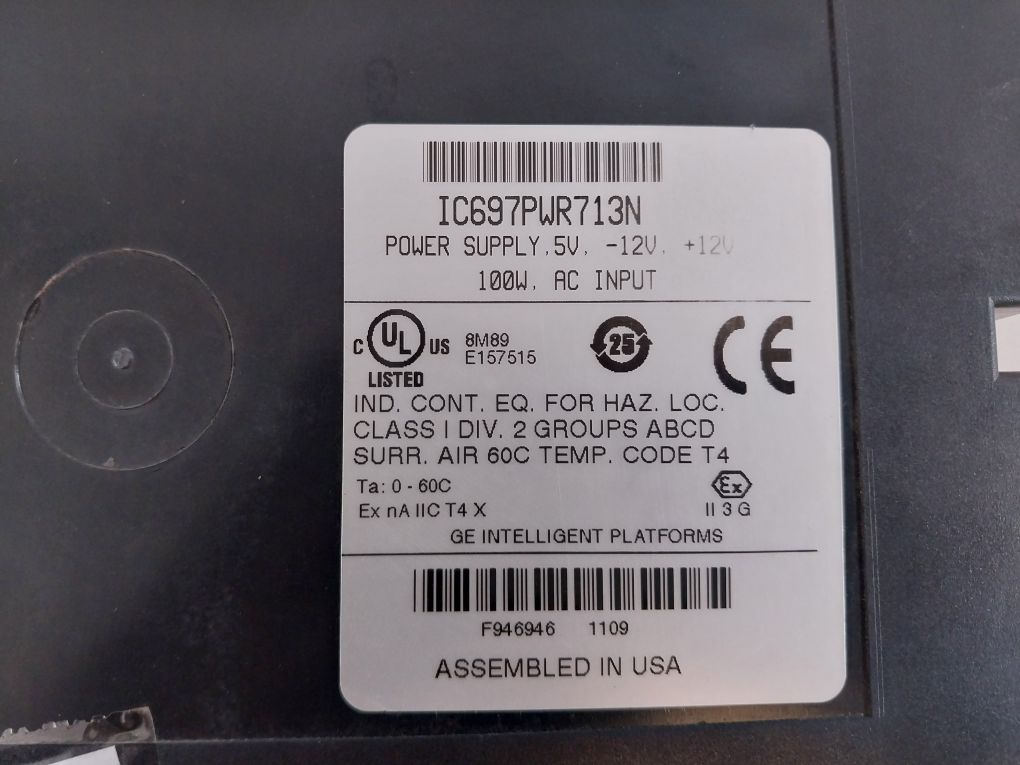 IC697PWR713N
POWER SUPPLY,5V, -12V, +12V
100W, AC INPUT
C UL US 8M89
E157515
LISTED
25
CE
IND. CONT. EQ. FOR HAZ. LOC.
CLASS I DIV. 2 GROUPS ABCD
SURR. AIR 60C TEMP. CODE T4
Ta: 0 - 60C
Ex
Ex nA IIC T4 X
II 3 G
GE INTELLIGENT PLATFORMS
F946946 1109
ASSEMBLED IN USA